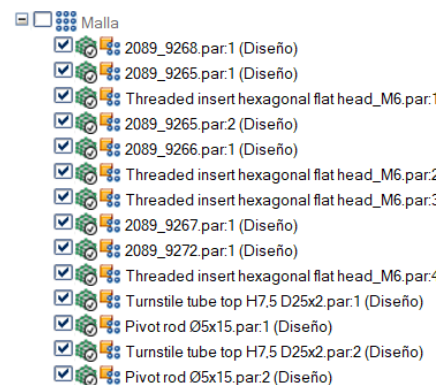 Malla
2089_9268.par:1 (Diseño)
2089_9265.par:1 (Diseño)
Threaded insert hexagonal flat head_M6.par:1
2089_9265.par:2 (Diseño)
2089_9266.par:1 (Diseño)
Threaded insert hexagonal flat head_M6.par:2
Threaded insert hexagonal flat head_M6.par:3
2089_9267.par:1 (Diseño)
2089_9272.par:1 (Diseño)
Threaded insert hexagonal flat head_M6.par:4
Turnstile tube top H7,5 D25x2.par:1 (Diseño)
Pivot rod Ø5x15.par:1 (Diseño)
Turnstile tube top H7,5 D25x2.par:2 (Diseño)
Pivot rod Ø5x15.par:2 (Diseño)